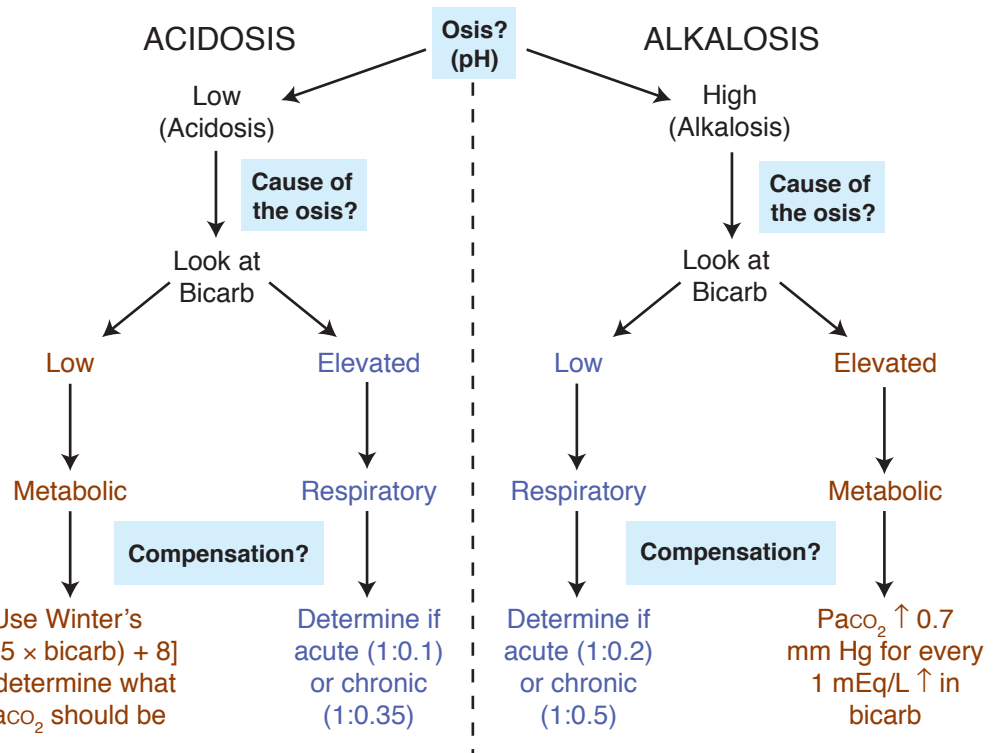 ACIDOSIS
Osis?
(pH)
ALKALOSIS
Low
(Acidosis)
High
(Alkalosis)
Cause of
the osis?
Cause of
the osis?
Look at
Bicarb
Look at
Bicarb
Low
Elevated
Low
Elevated
Metabolic
Respiratory
Respiratory
Metabolic
Compensation?
Compensation?
Use Winter's
5 × bicarb) + 8]
determine what
aco₂ should be
Determine if
acute (1:0.1)
or chronic
(1:0.35)
Determine if
acute (1:0.2)
or chronic
(1:0.5)
Paco₂ ↑ 0.7
mm Hg for every
1 mEq/L ↑ in
bicarb